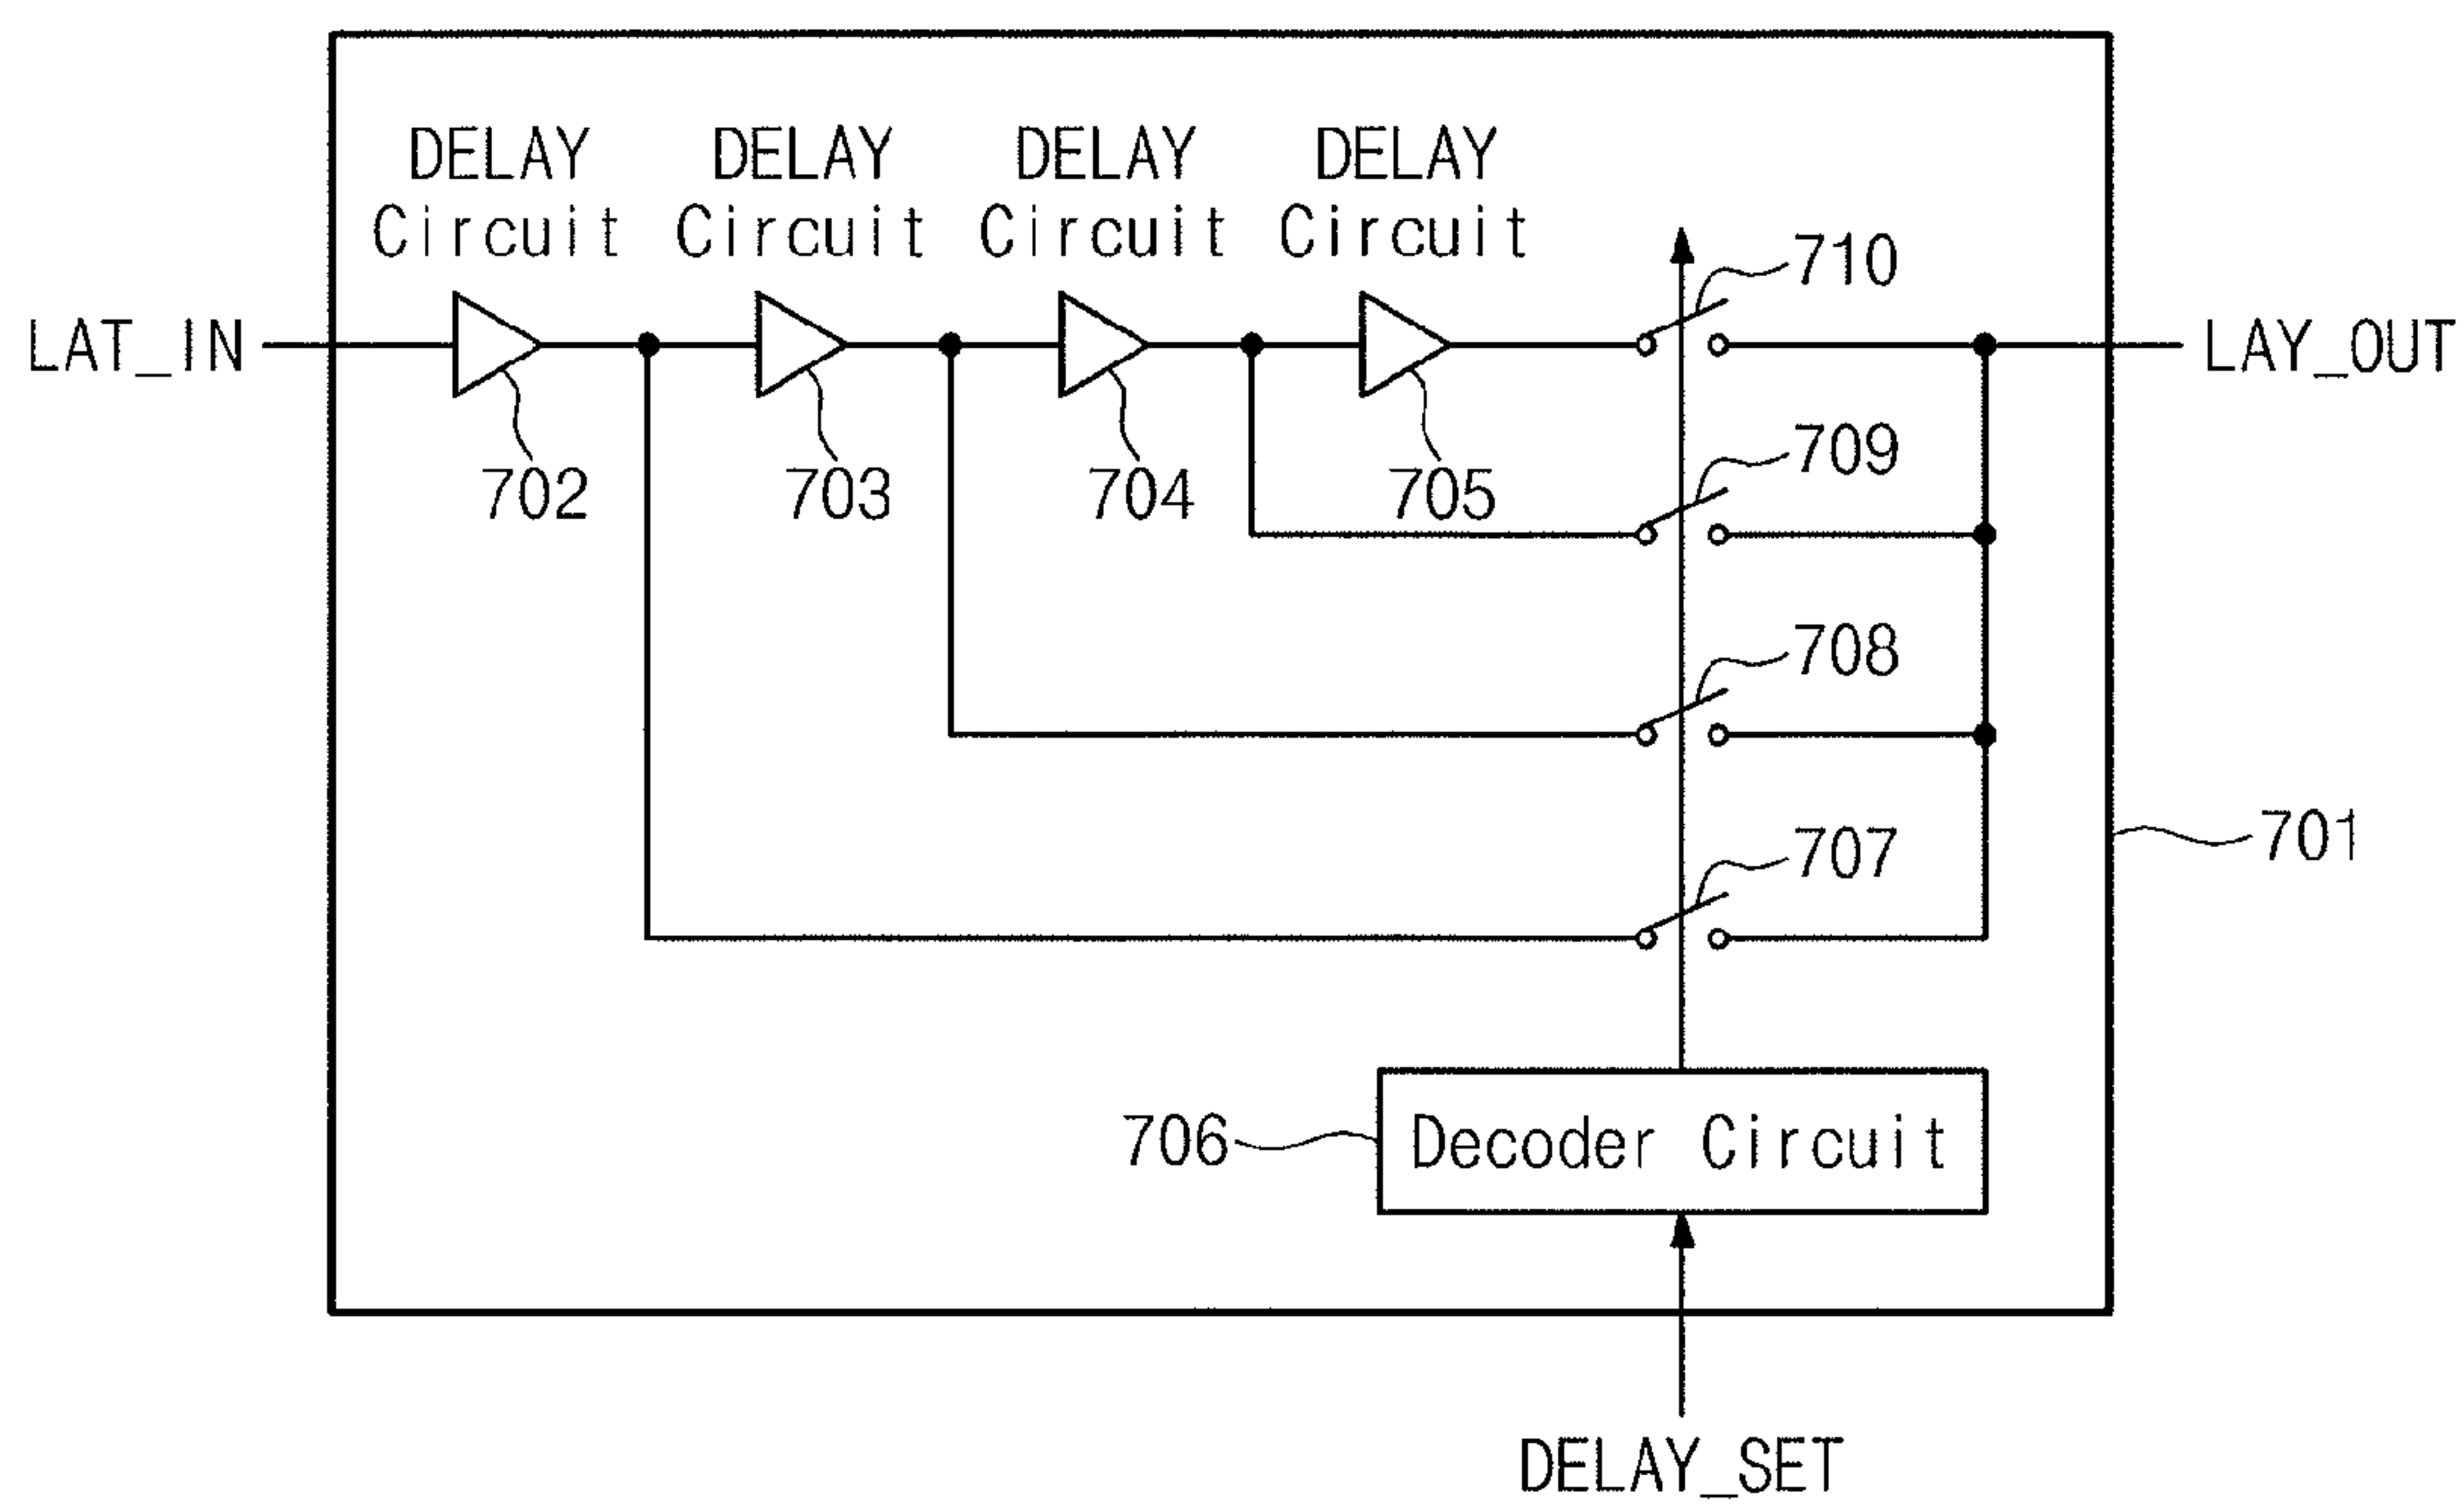 DELAY DELAY DELAY DELAY
Circuit Circuit Circuit Circuit
710
LAT_IN
LAY_OUT
709
702 703 704 705
708
707
701
706
Decoder Circuit
DELAY_SET